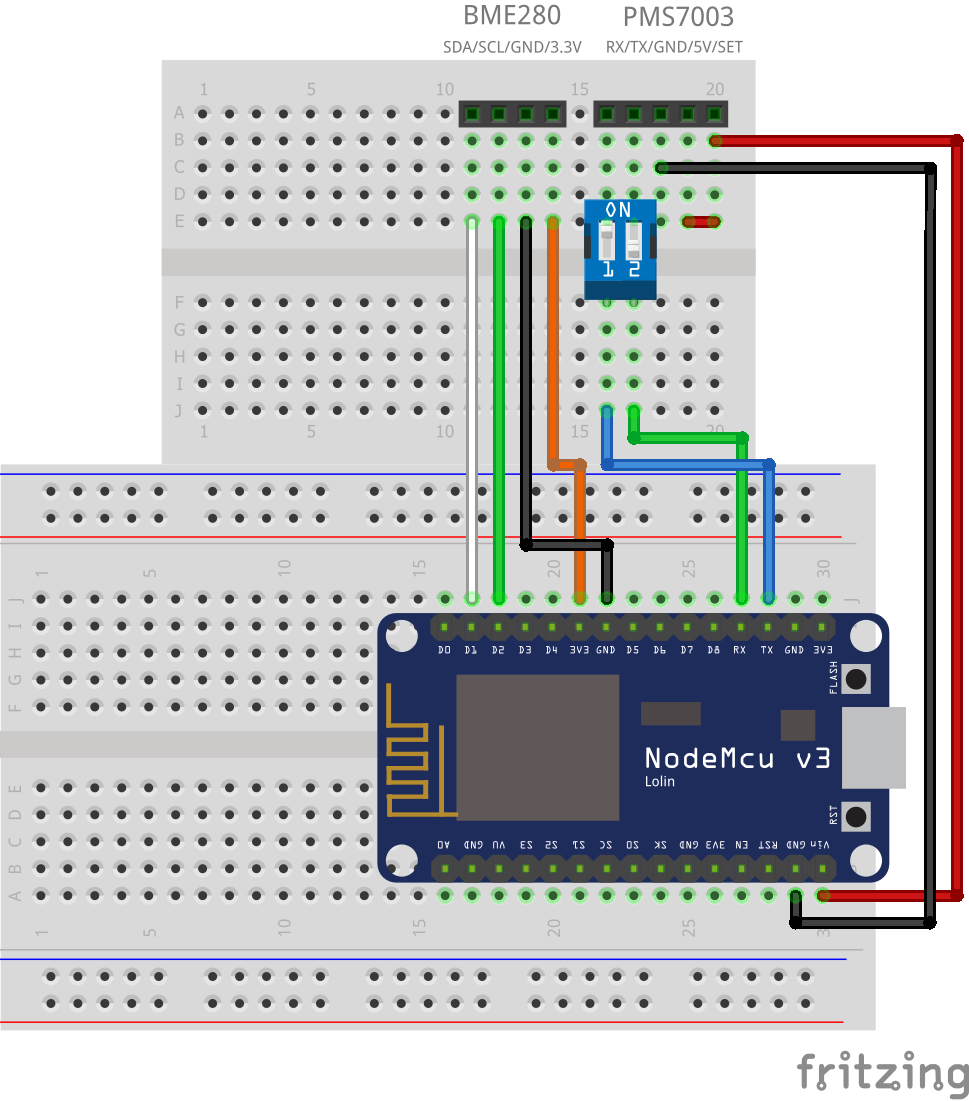 BME280 PMS7003
SDA/SCL/GND/3.3V RX/TX/GND/5V/SET
1 5 10 15 20
A
B
C
D
E
ON
1 2
F
G
H
I
J
1 5 10 15 20
1 5 10 15 20 25 30
J J
I
H
G
F
D0 D1 D2 D3 D4 3V3 GND D5 D6 D7 D8 RX TX GND 3V3
FLASH
NodeMcu v3
Lolin
RST
E
D
C
B
A
A0 GND VU S3 S2 S1 SC SO SK GND 3V3 EN RST GND Vin
1 5 10 15 20 25 30
fritzing